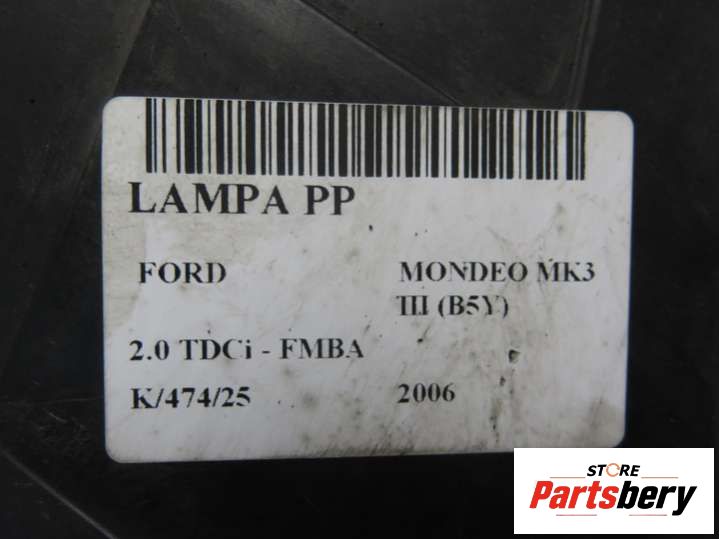 LAMPA PP
FORD MONDEO MK3
III (B5Y)
2.0 TDCi - FMBA
K/474/25 2006
STORE
Partsbery